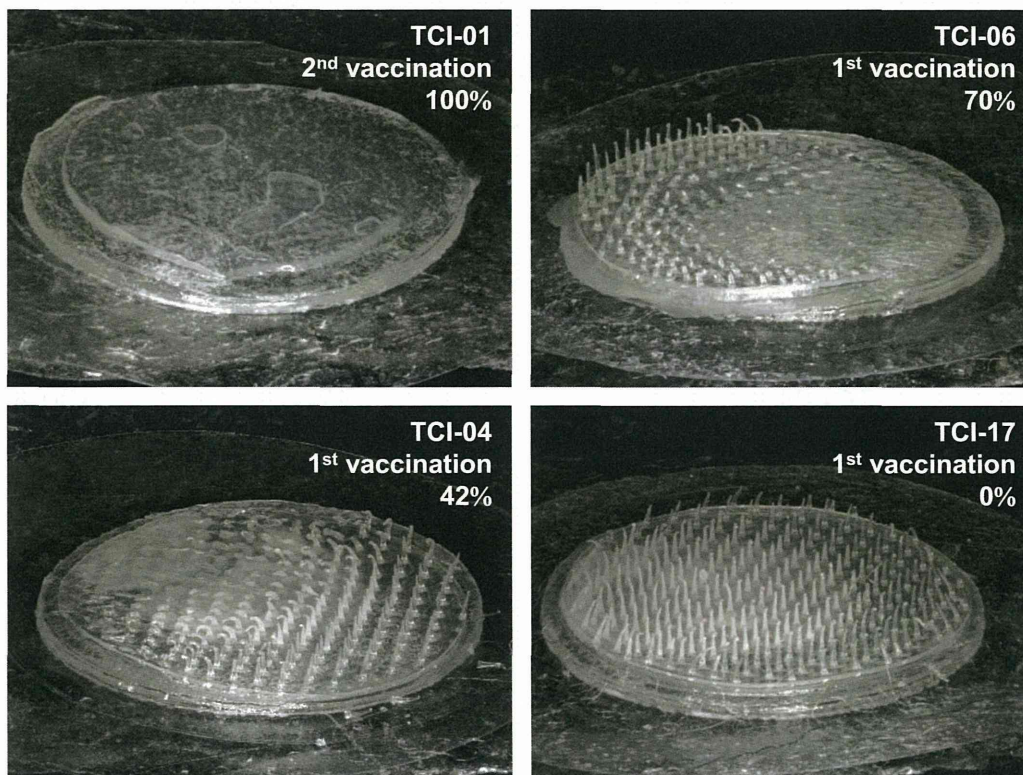 TCI-01
2nd vaccination
100%
TCI-06
1st vaccination
70%
TCI-04
1st vaccination
42%
TCI-17
1st vaccination
0%